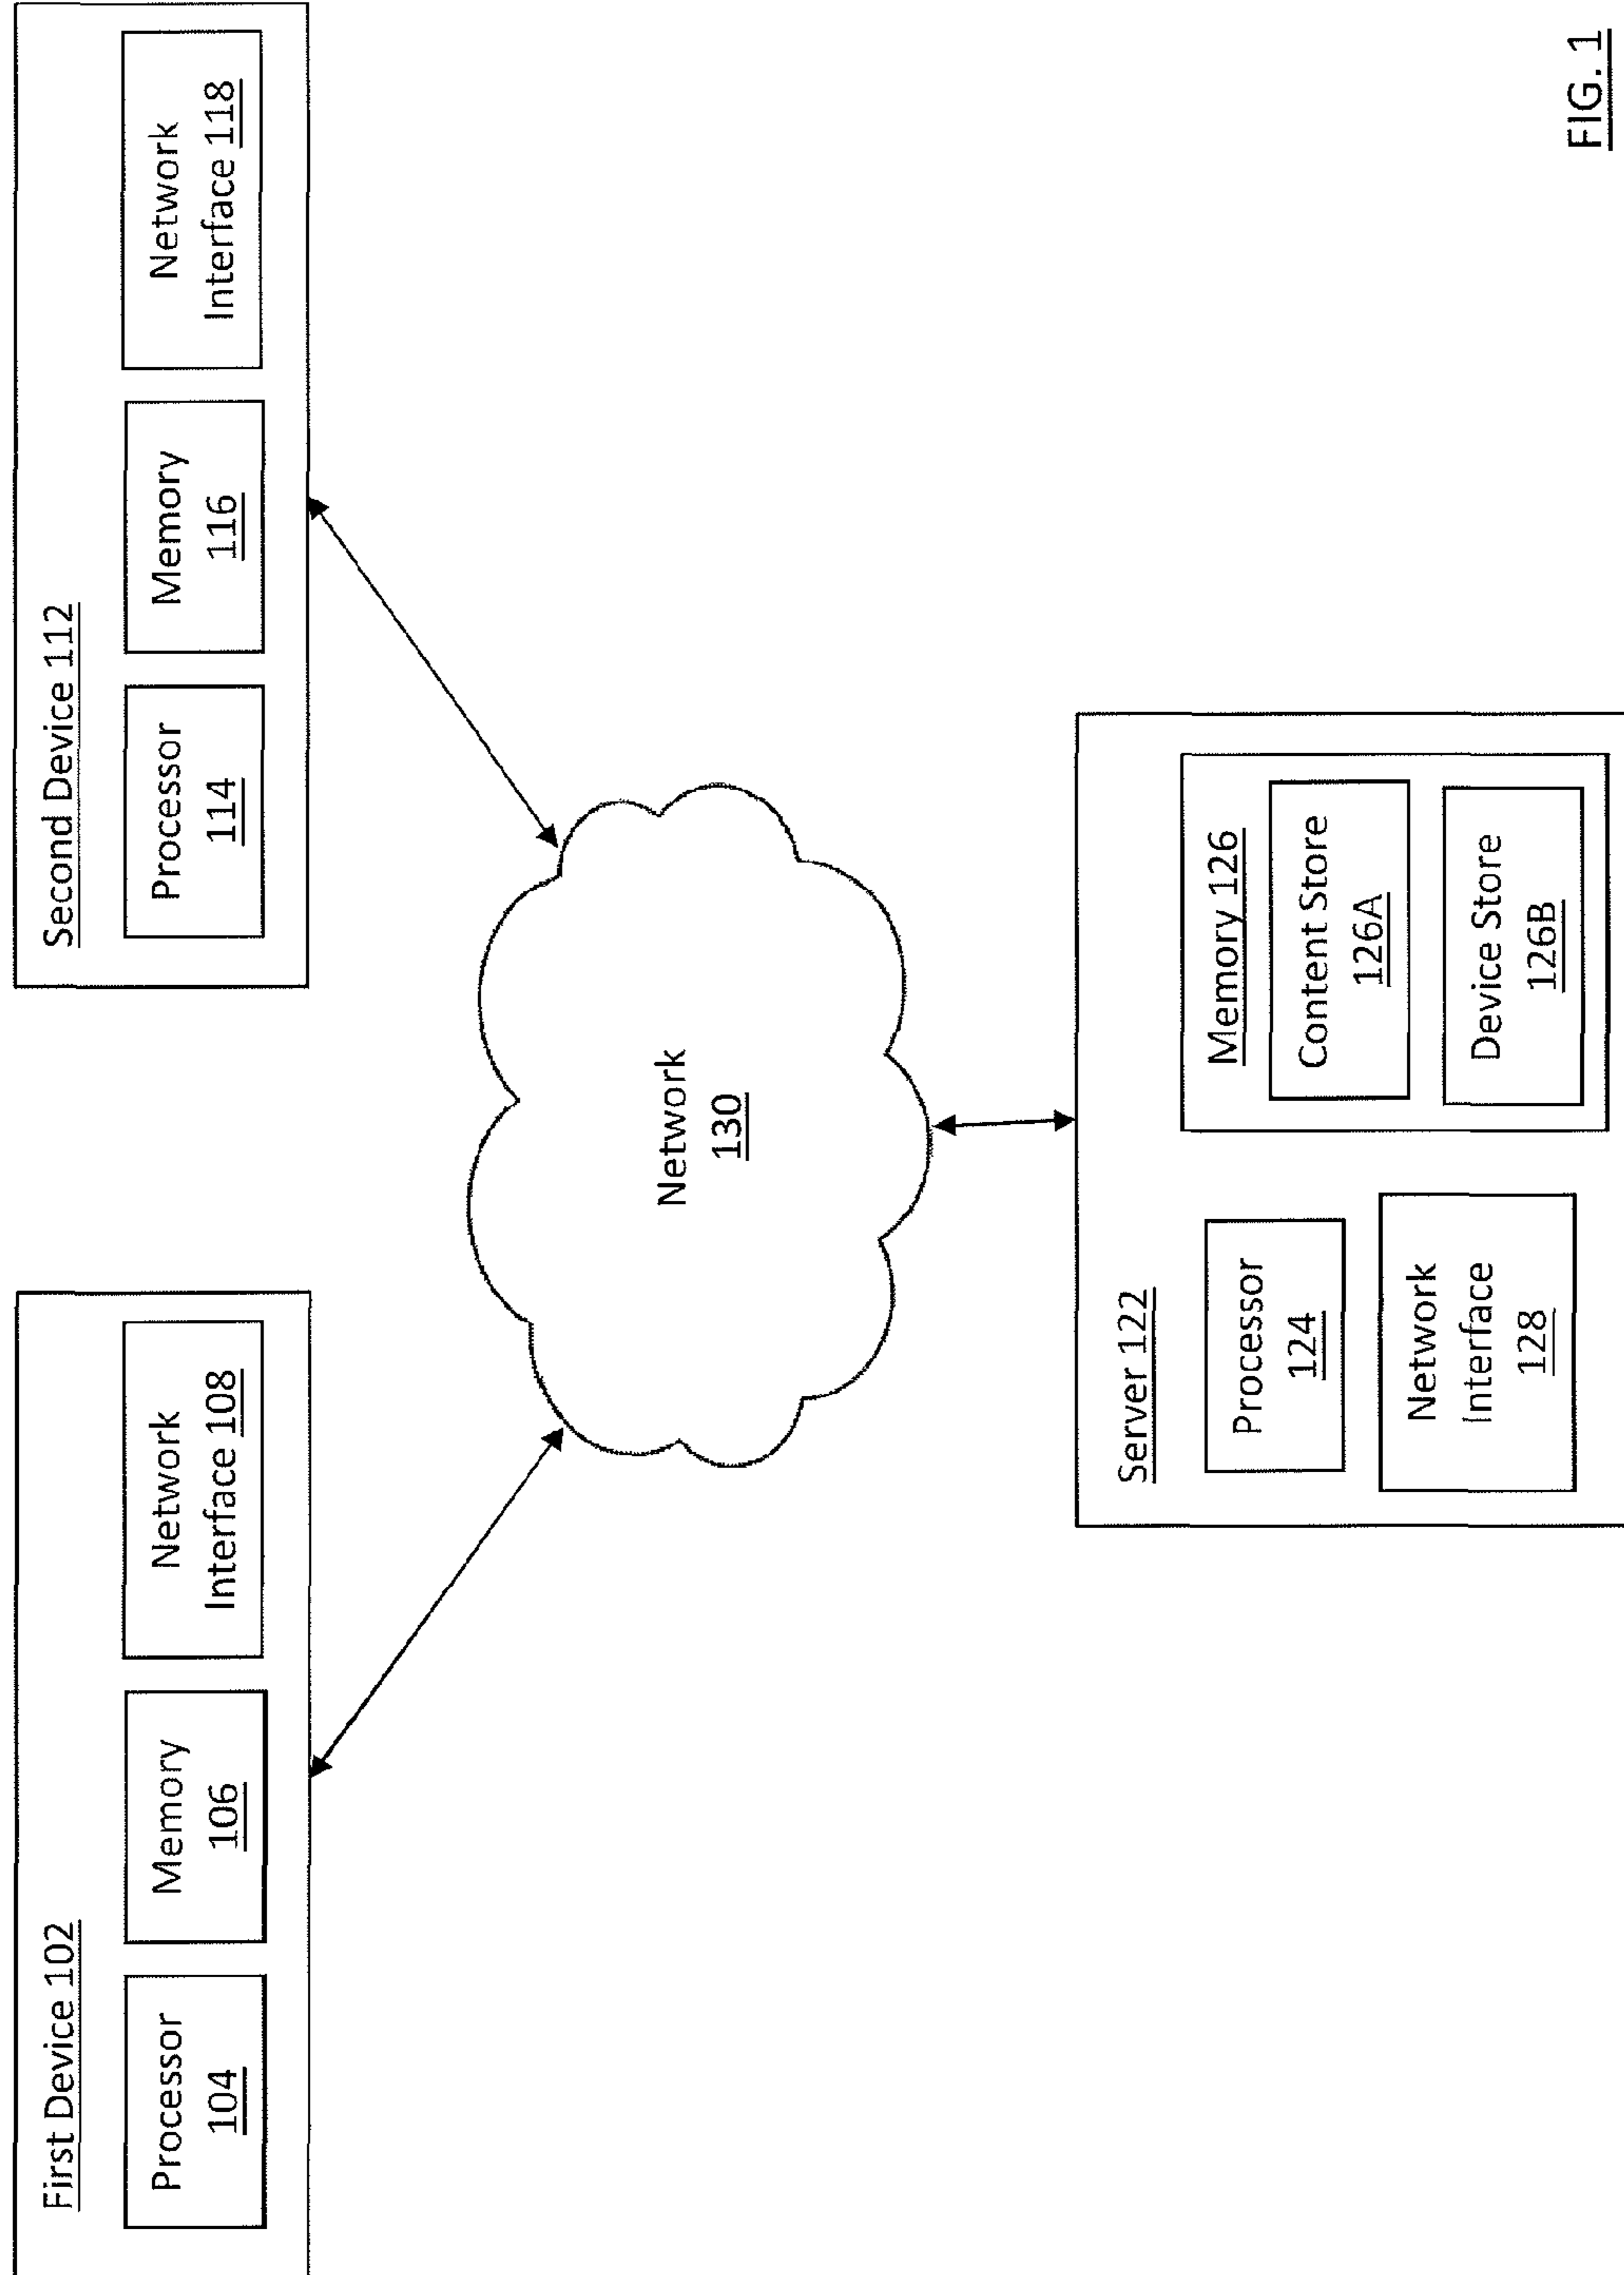 First Device 102
Processor
104
Memory
106
Network
Interface 108
Second Device 112
Processor
114
Memory
116
Network
Interface 118
Network
130
Server 122
Processor
124
Network
Interface
128
Memory 126
Content Store
126A
Device Store
126B
FIG. 1